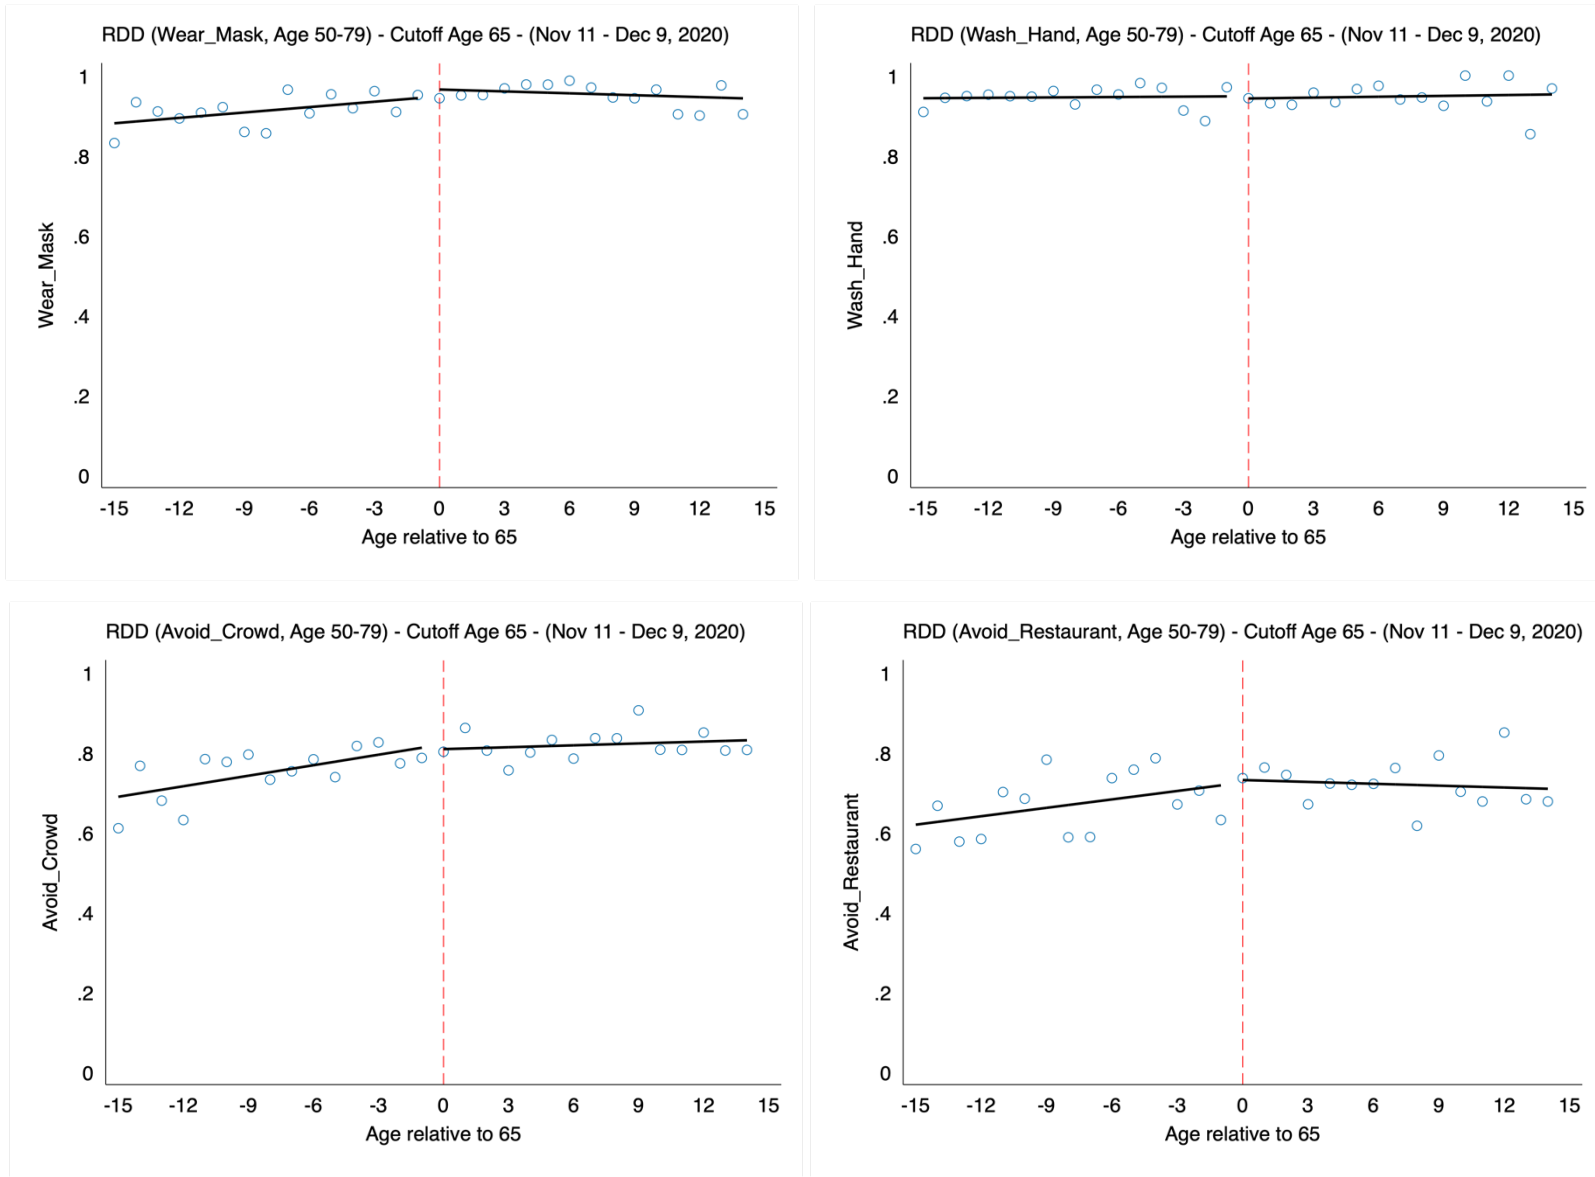 RDD (Wear_Mask, Age 50-79) - Cutoff Age 65 - (Nov 11 - Dec 9, 2020)
1
.8
.6
.4
.2
0
Wear_Mask
-15 -12 -9 -6 -3 0 3 6 9 12 15
Age relative to 65
RDD (Wash_Hand, Age 50-79) - Cutoff Age 65 - (Nov 11 - Dec 9, 2020)
1
.8
.6
.4
.2
0
Wash_Hand
-15 -12 -9 -6 -3 0 3 6 9 12 15
Age relative to 65
RDD (Avoid_Crowd, Age 50-79) - Cutoff Age 65 - (Nov 11 - Dec 9, 2020)
1
.8
.6
.4
.2
0
Avoid_Crowd
-15 -12 -9 -6 -3 0 3 6 9 12 15
Age relative to 65
RDD (Avoid_Restaurant, Age 50-79) - Cutoff Age 65 - (Nov 11 - Dec 9, 2020)
1
.8
.6
.4
.2
0
Avoid_Restaurant
-15 -12 -9 -6 -3 0 3 6 9 12 15
Age relative to 65